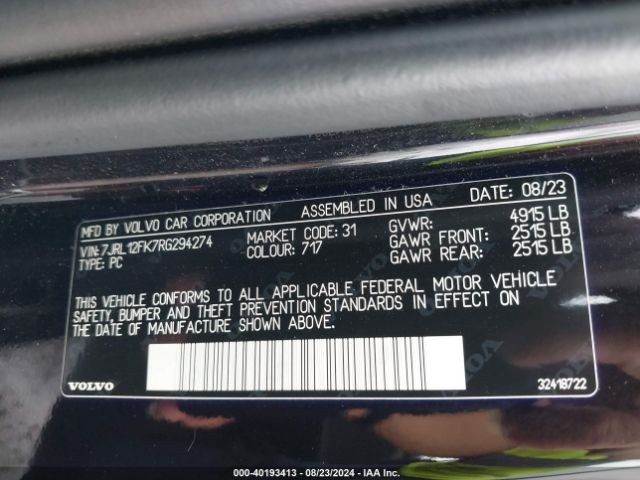 MFD BY VOLVO CAR CORPORATION ASSEMBLED IN USA DATE: 08/23
VIN: 7JRL12FK7RG294274 MARKET CODE: 31 GVWR: 4915 LB
TYPE: PC COLOUR: 717 GAWR FRONT: 2515 LB
GAWR REAR: 2515 LB
THIS VEHICLE CONFORMS TO ALL APPLICABLE FEDERAL MOTOR VEHICLE
SAFETY, BUMPER AND THEFT PREVENTION STANDARDS IN EFFECT ON
THE DATE OF MANUFACTURE SHOWN ABOVE.
VOLVO 32418722
000-40193413 - 08/23/2024 - IAA Inc.